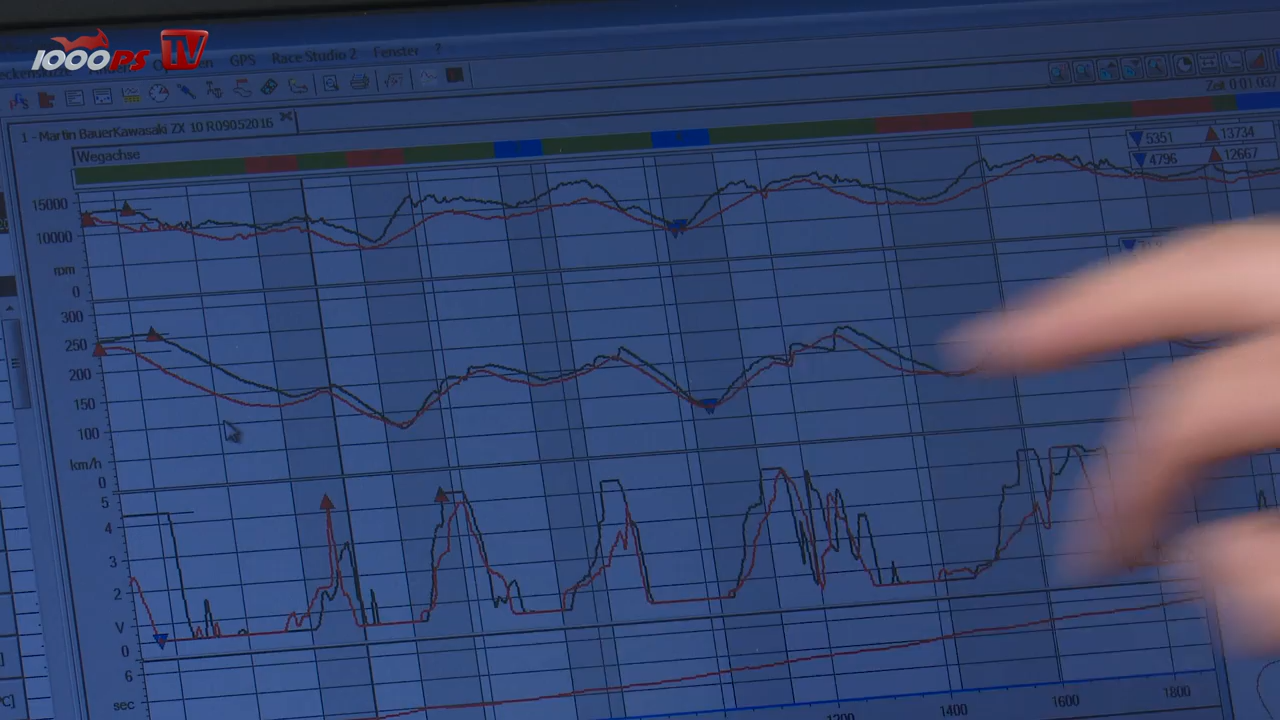 1000PS TV
GPS Race Studio 2 Fenster ?
1 - Martin BauerKawasaki ZX 10 R09052016
Wegachse
5351 13734
4796 12667
15000
10000
rpm
0
300
250
200
150
100
km/h
0
5
4
3
2
V
0
6
sec
1400 1600 1800